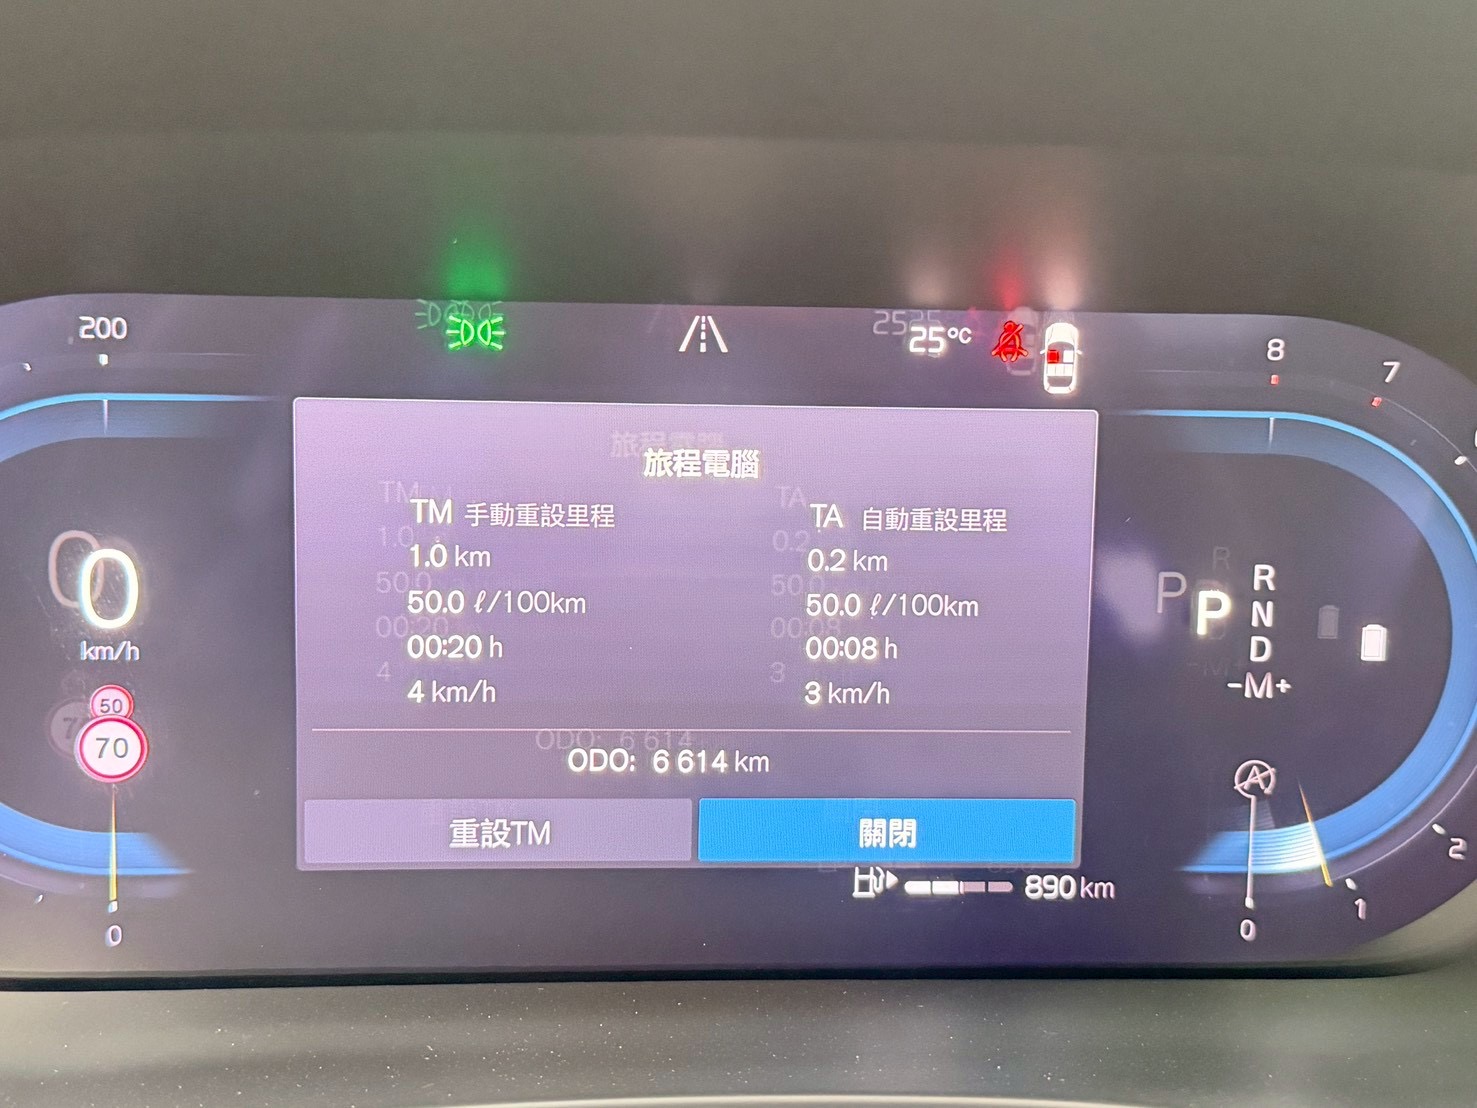 200
25°C
8
7
旅程電腦
TM 手動重設里程
1.0 km
50.0 ℓ/100km
00:20 h
4 km/h
TA 自動重設里程
0.2 km
50.0 ℓ/100km
00:08 h
3 km/h
0
km/h
50
70
P
R
N
D
-M+
A
ODO: 6 614 km
重設TM
關閉
890 km
0
0
1
2